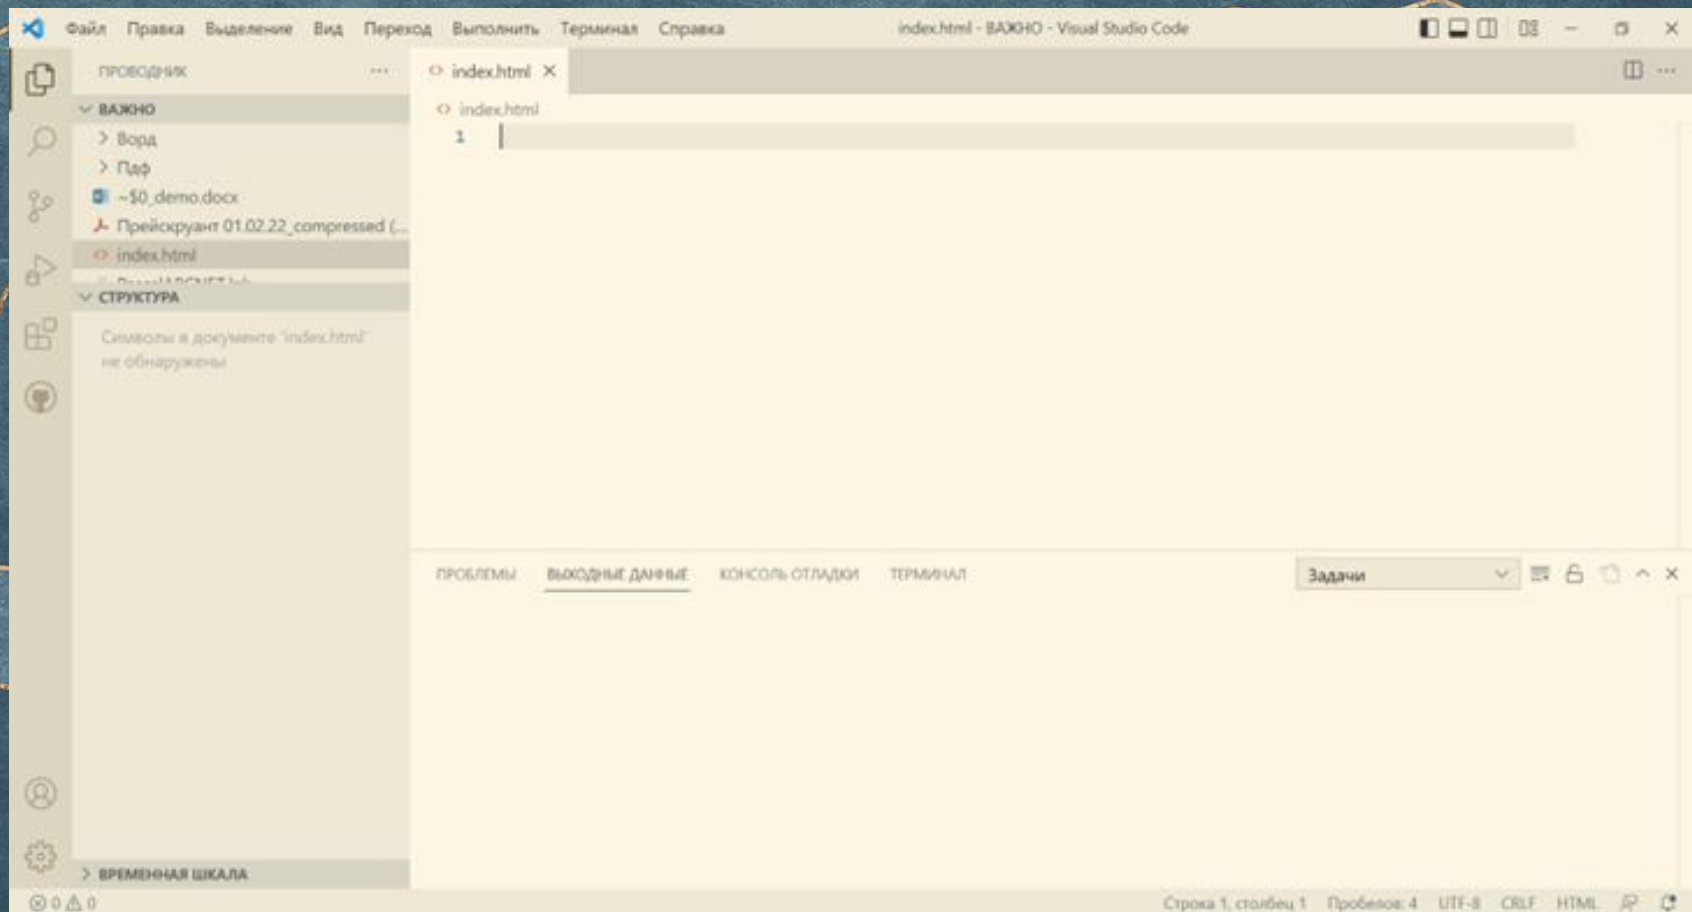 Файл Правка Выделение Вид Переход Выполнить Терминал Справка
index.html - ВАЖНО - Visual Studio Code
ПРОВОДНИК
index.html
ВАЖНО
index.html
Ворд
1
Пдф
~$0_demo.docx
Прейскруант 01.02.22_compressed (...
index.html
СТРУКТУРА
Символы в документе 'index.html'
не обнаружены
ПРОБЛЕМЫ ВЫХОДНЫЕ ДАННЫЕ КОНСОЛЬ ОТЛАДКИ ТЕРМИНАЛ
Задачи
ВРЕМЕННАЯ ШКАЛА
0 0
Строка 1, столбец 1 Пробелов: 4 UTF-8 CRLF HTML